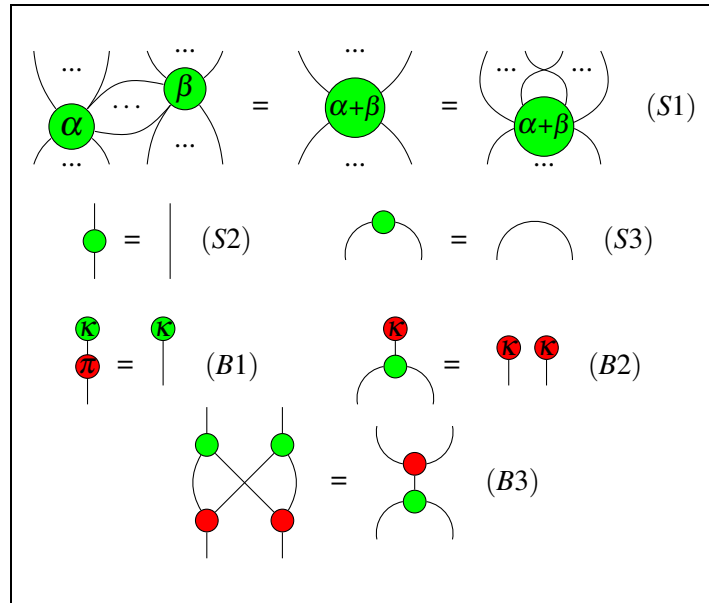 ... ... ... ... ...
α ... β = α+β = α+β (S1)
... ... ... ...
= (S2) = (S3)
κ κ κ κ κ
π = (B1) = (B2)
= (B3)